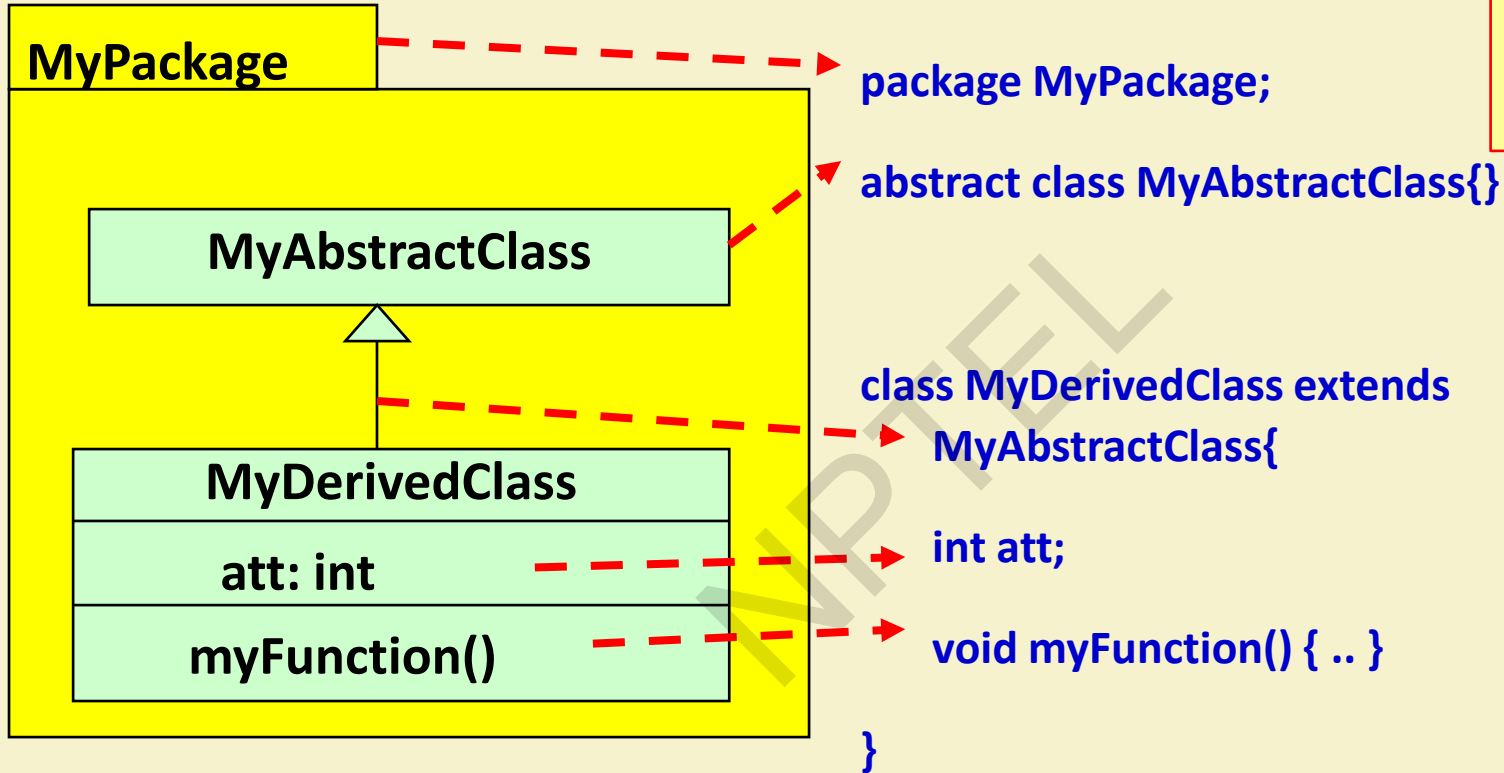 MyPackage
MyAbstractClass
MyDerivedClass
att: int
myFunction()
package MyPackage;
abstract class MyAbstractClass{}
class MyDerivedClass extends
MyAbstractClass{
int att;
void myFunction() { .. }
}
NPTEL